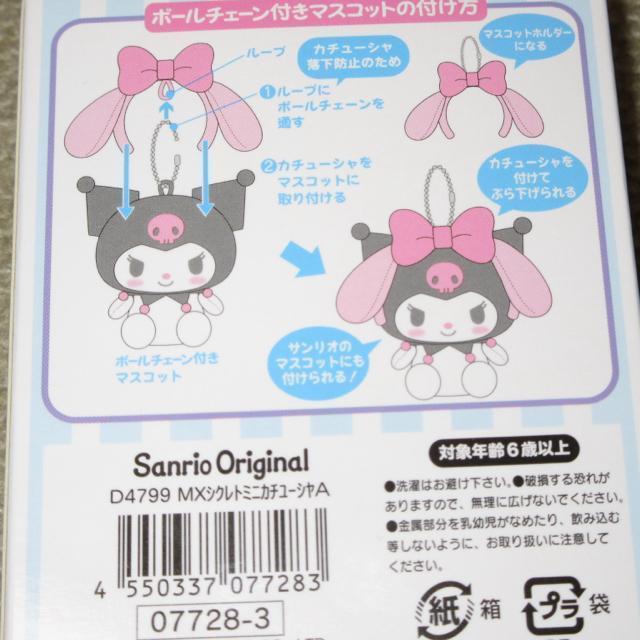 ボールチェーン付きマスコットの付け方
ループ
カチューシャ
落下防止のため
①ループに
ボールチェーンを
通す
②カチューシャを
マスコットに
取り付ける
マスコットホルダー
になる
カチューシャを
付けて
ぶら下げられる
ボールチェーン付き
マスコット
サンリオの
マスコットにも
付けられる!
Sanrio Original
D4799 MXシクレトミニカチユーシヤA
4 550337 077283
07728-3
対象年齢6歳以上
●洗濯はお避け下さい。●破損する恐れが
ありますので、無理に広げないでください。
●金属部分を乳幼児がなめたり、飲み込む
等しないように、お取り扱いに注意して
ください。
紙 箱
プラ 袋